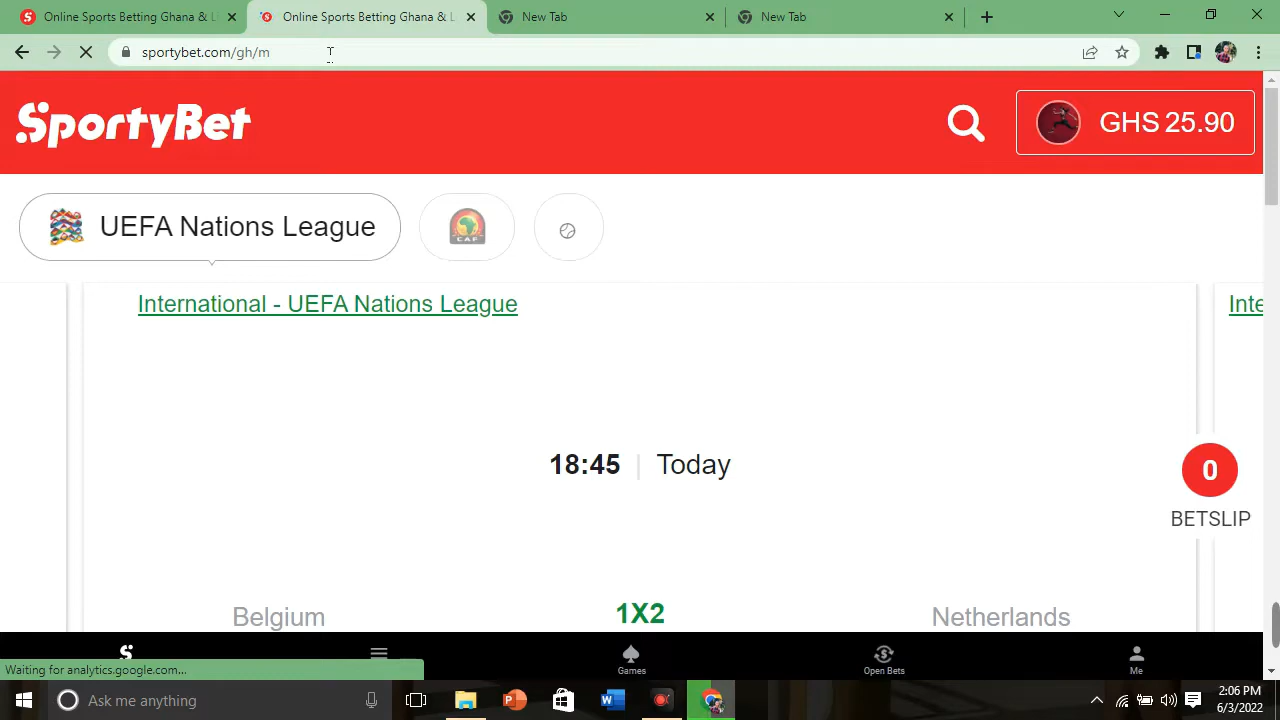 Online Sports Betting Ghana & Li
Online Sports Betting Ghana & L
New Tab
New Tab
sportybet.com/gh/m
SportyBet
GHS 25.90
UEFA Nations League
CAF
International - UEFA Nations League
Inte
18:45 | Today
0
BETSLIP
Belgium
1X2
Netherlands
Games
Open Bets
Me
Waiting for analytics.google.com...
Ask me anything
2:06 PM
6/3/2022